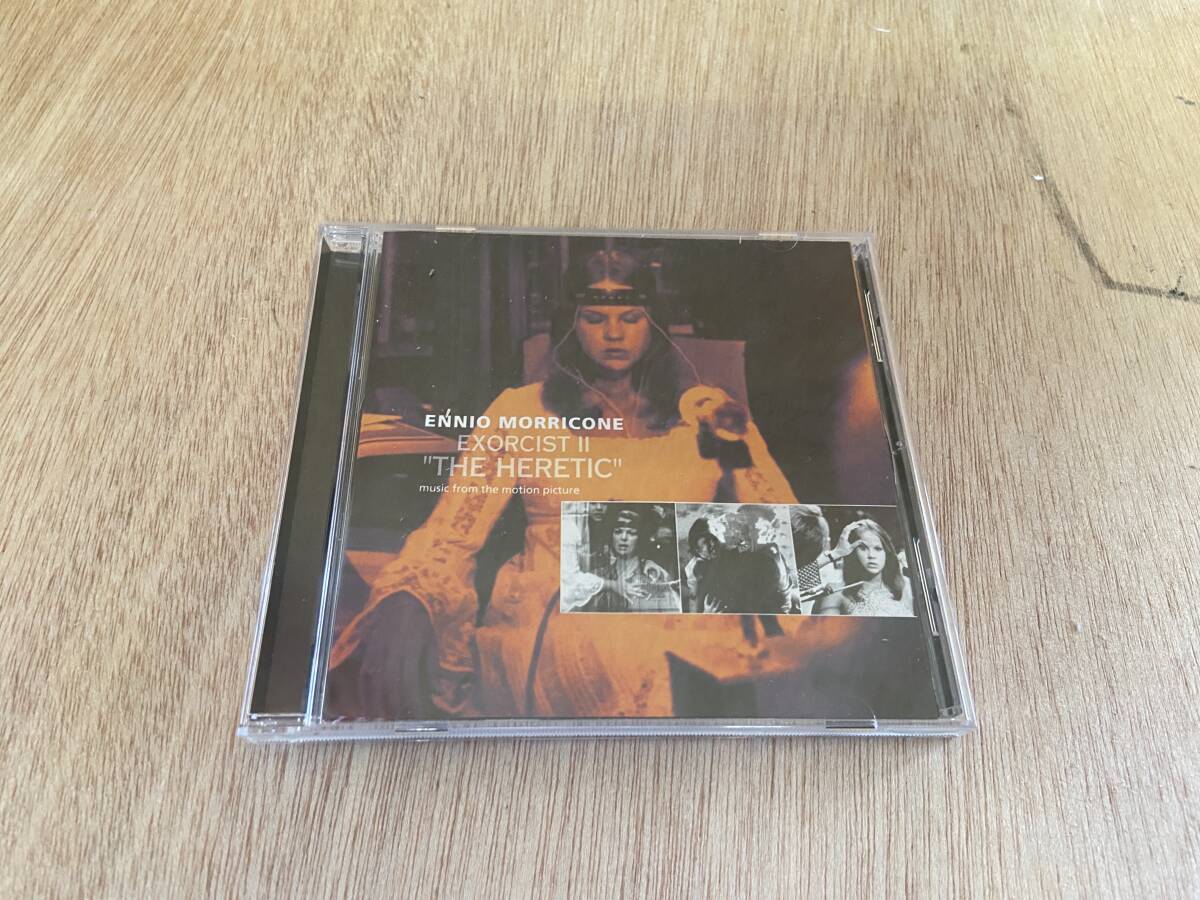 ENNIO MORRICONE
EXORCIST II
"THE HERETIC"
music from the motion picture